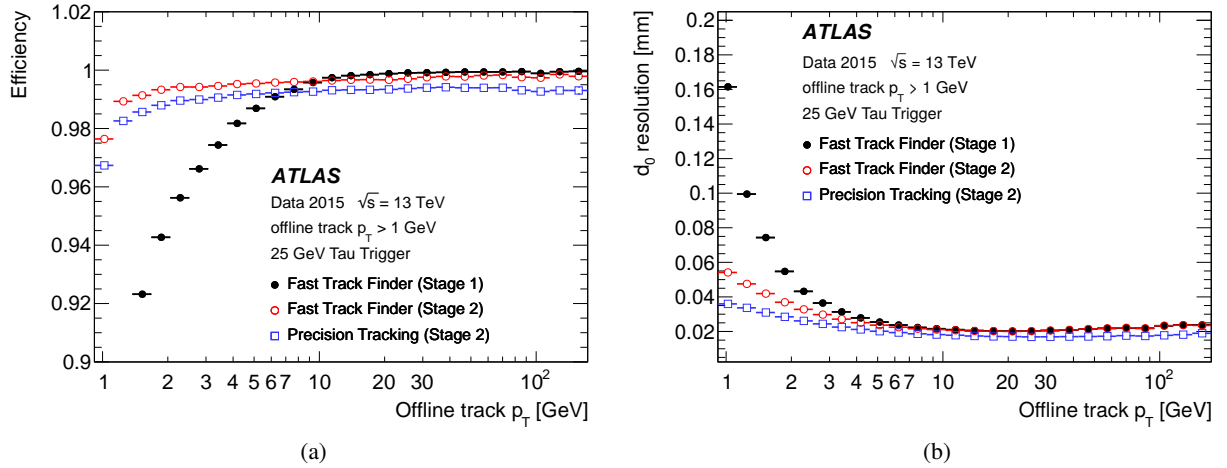 1.02
1
0.98
0.96
0.94
0.92
0.9
Efficiency
ATLAS
Data 2015 √s = 13 TeV
offline track p_T > 1 GeV
25 GeV Tau Trigger
Fast Track Finder (Stage 1)
Fast Track Finder (Stage 2)
Precision Tracking (Stage 2)
1 2 3 4 5 6 7 10 20 30 10²
Offline track p_T [GeV]
(a)
0.2
0.18
0.16
0.14
0.12
0.1
0.08
0.06
0.04
0.02
d₀ resolution [mm]
ATLAS
Data 2015 √s = 13 TeV
offline track p_T > 1 GeV
25 GeV Tau Trigger
Fast Track Finder (Stage 1)
Fast Track Finder (Stage 2)
Precision Tracking (Stage 2)
1 2 3 4 5 6 7 10 20 30 10²
Offline track p_T [GeV]
(b)